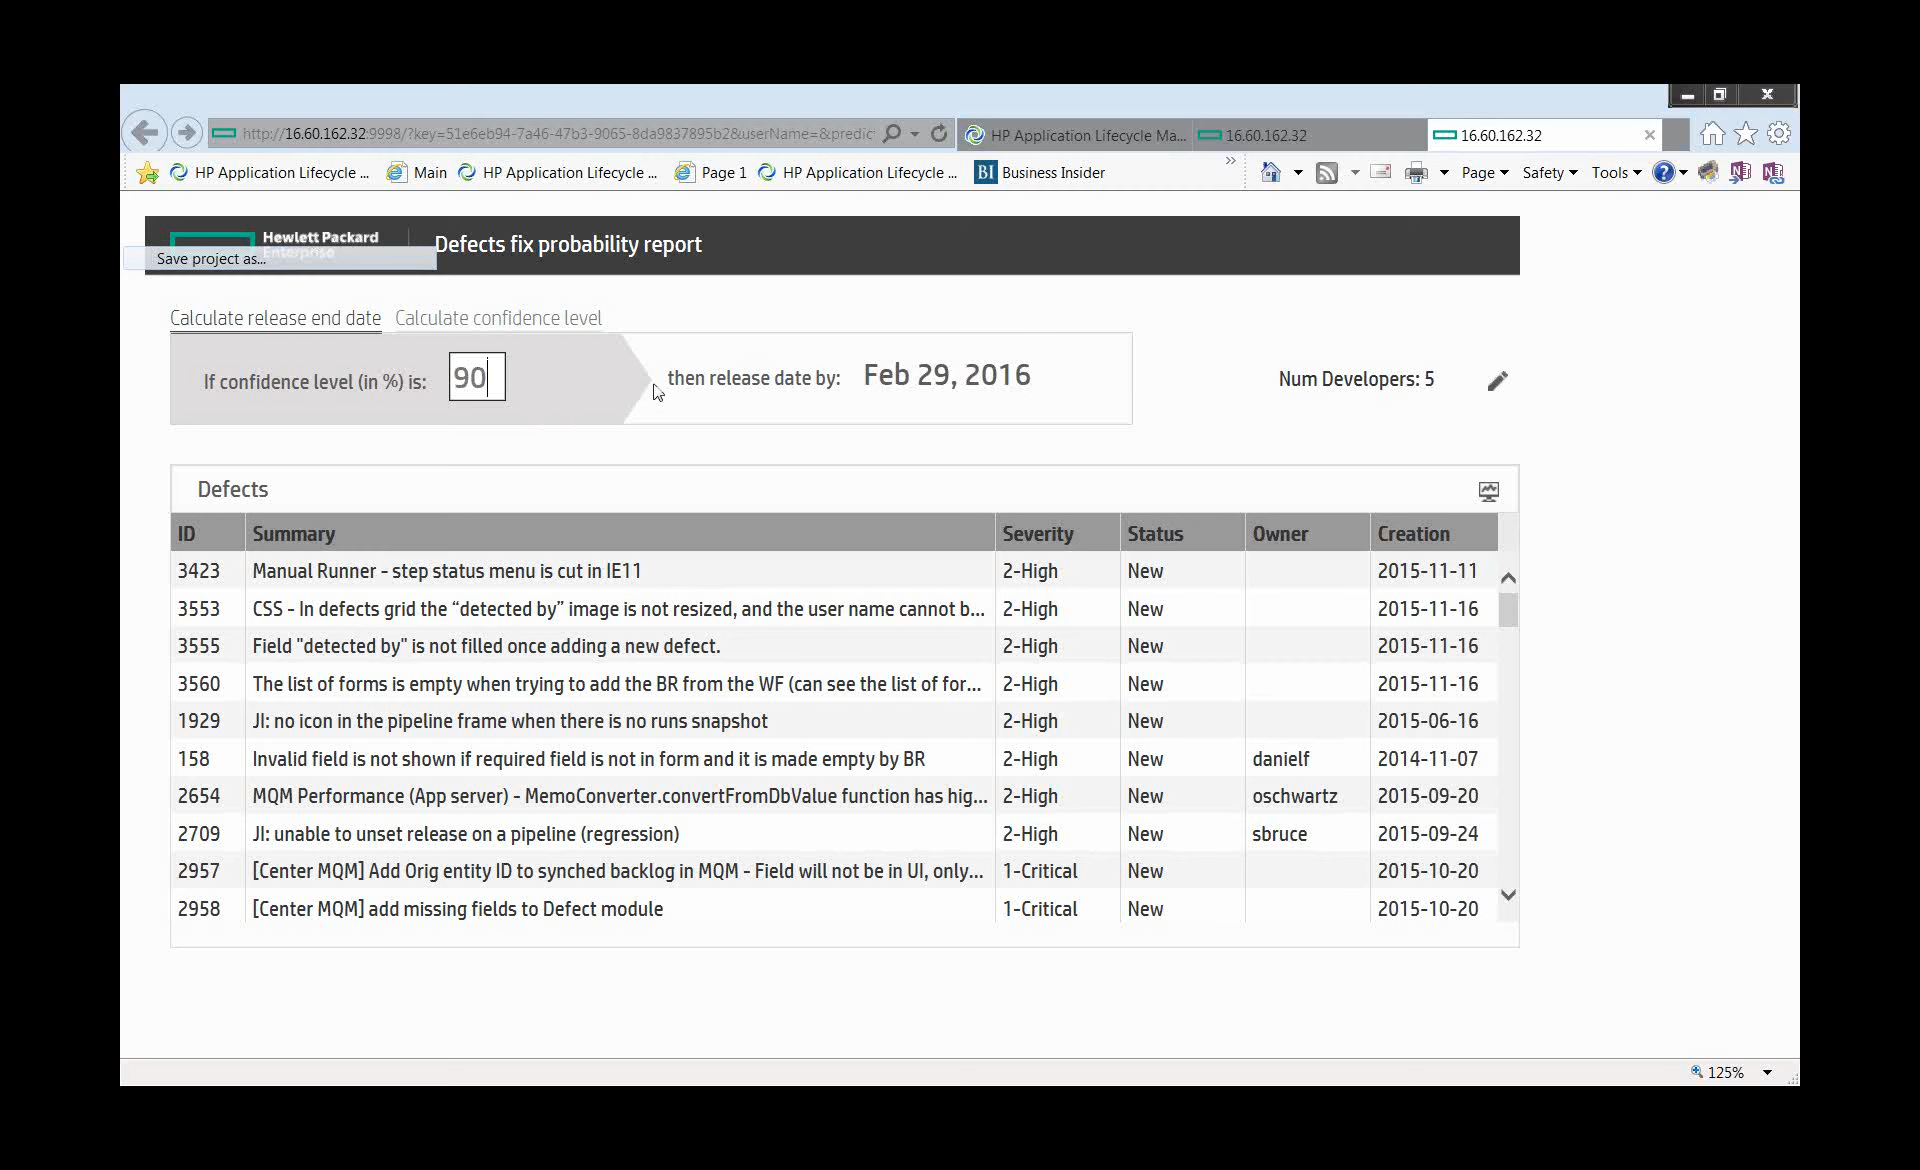 http://16.60.162.32:9998/?key=51e6eb94-7a46-47b3-9065-8da9837895b2&userName=&predic
HP Application Lifecycle Ma...
16.60.162.32
16.60.162.32
HP Application Lifecycle ...
Main
HP Application Lifecycle ...
Page 1
HP Application Lifecycle ...
BI Business Insider
Page
Safety
Tools
Hewlett Packard
Enterprise
Defects fix probability report
Save project as...
Calculate release end date
Calculate confidence level
If confidence level (in %) is: 90
then release date by: Feb 29, 2016
Num Developers: 5
Defects
ID Summary Severity Status Owner Creation
3423 Manual Runner - step status menu is cut in IE11 2-High New 2015-11-11
3553 CSS - In defects grid the “detected by” image is not resized, and the user name cannot b... 2-High New 2015-11-16
3555 Field "detected by" is not filled once adding a new defect. 2-High New 2015-11-16
3560 The list of forms is empty when trying to add the BR from the WF (can see the list of for... 2-High New 2015-11-16
1929 JI: no icon in the pipeline frame when there is no runs snapshot 2-High New 2015-06-16
158 Invalid field is not shown if required field is not in form and it is made empty by BR 2-High New danielf 2014-11-07
2654 MQM Performance (App server) - MemoConverter.convertFromDbValue function has hig... 2-High New oschwartz 2015-09-20
2709 JI: unable to unset release on a pipeline (regression) 2-High New sbruce 2015-09-24
2957 [Center MQM] Add Orig entity ID to synched backlog in MQM - Field will not be in UI, only... 1-Critical New 2015-10-20
2958 [Center MQM] add missing fields to Defect module 1-Critical New 2015-10-20
125%